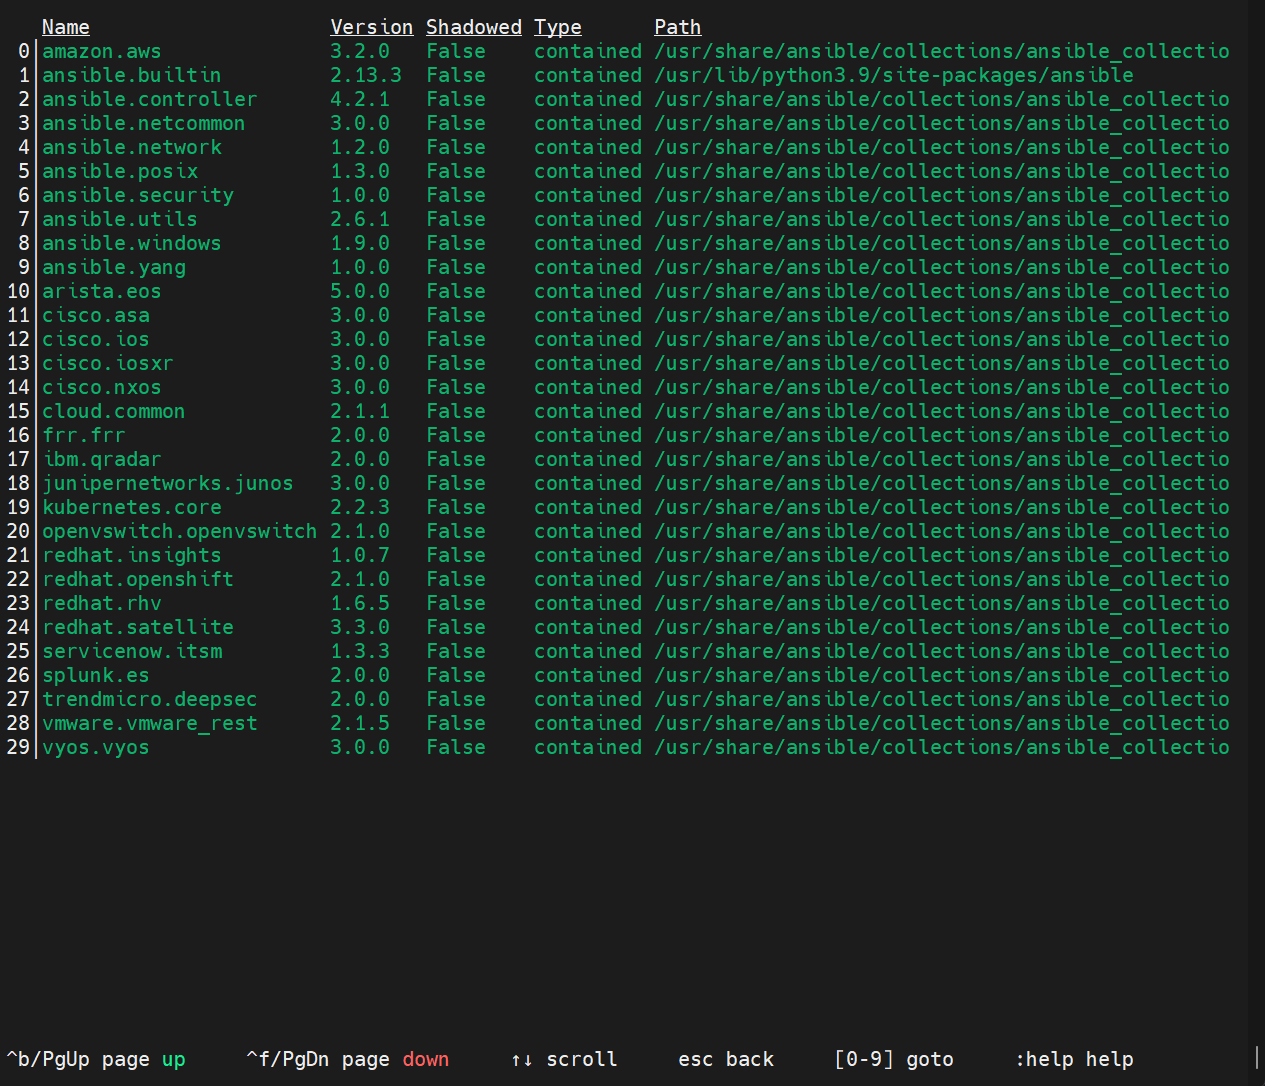 Name Version Shadowed Type Path
0 amazon.aws 3.2.0 False contained /usr/share/ansible/collections/ansible_collectio
1 ansible.builtin 2.13.3 False contained /usr/lib/python3.9/site-packages/ansible
2 ansible.controller 4.2.1 False contained /usr/share/ansible/collections/ansible_collectio
3 ansible.netcommon 3.0.0 False contained /usr/share/ansible/collections/ansible_collectio
4 ansible.network 1.2.0 False contained /usr/share/ansible/collections/ansible_collectio
5 ansible.posix 1.3.0 False contained /usr/share/ansible/collections/ansible_collectio
6 ansible.security 1.0.0 False contained /usr/share/ansible/collections/ansible_collectio
7 ansible.utils 2.6.1 False contained /usr/share/ansible/collections/ansible_collectio
8 ansible.windows 1.9.0 False contained /usr/share/ansible/collections/ansible_collectio
9 ansible.yang 1.0.0 False contained /usr/share/ansible/collections/ansible_collectio
10 arista.eos 5.0.0 False contained /usr/share/ansible/collections/ansible_collectio
11 cisco.asa 3.0.0 False contained /usr/share/ansible/collections/ansible_collectio
12 cisco.ios 3.0.0 False contained /usr/share/ansible/collections/ansible_collectio
13 cisco.iosxr 3.0.0 False contained /usr/share/ansible/collections/ansible_collectio
14 cisco.nxos 3.0.0 False contained /usr/share/ansible/collections/ansible_collectio
15 cloud.common 2.1.1 False contained /usr/share/ansible/collections/ansible_collectio
16 frr.frr 2.0.0 False contained /usr/share/ansible/collections/ansible_collectio
17 ibm.qradar 2.0.0 False contained /usr/share/ansible/collections/ansible_collectio
18 junipernetworks.junos 3.0.0 False contained /usr/share/ansible/collections/ansible_collectio
19 kubernetes.core 2.2.3 False contained /usr/share/ansible/collections/ansible_collectio
20 openvswitch.openvswitch 2.1.0 False contained /usr/share/ansible/collections/ansible_collectio
21 redhat.insights 1.0.7 False contained /usr/share/ansible/collections/ansible_collectio
22 redhat.openshift 2.1.0 False contained /usr/share/ansible/collections/ansible_collectio
23 redhat.rhv 1.6.5 False contained /usr/share/ansible/collections/ansible_collectio
24 redhat.satellite 3.3.0 False contained /usr/share/ansible/collections/ansible_collectio
25 servicenow.itsm 1.3.3 False contained /usr/share/ansible/collections/ansible_collectio
26 splunk.es 2.0.0 False contained /usr/share/ansible/collections/ansible_collectio
27 trendmicro.deepsec 2.0.0 False contained /usr/share/ansible/collections/ansible_collectio
28 vmware.vmware_rest 2.1.5 False contained /usr/share/ansible/collections/ansible_collectio
29 vyos.vyos 3.0.0 False contained /usr/share/ansible/collections/ansible_collectio
^b/PgUp page up ^f/PgDn page down ↑↓ scroll esc back [0-9] goto :help help